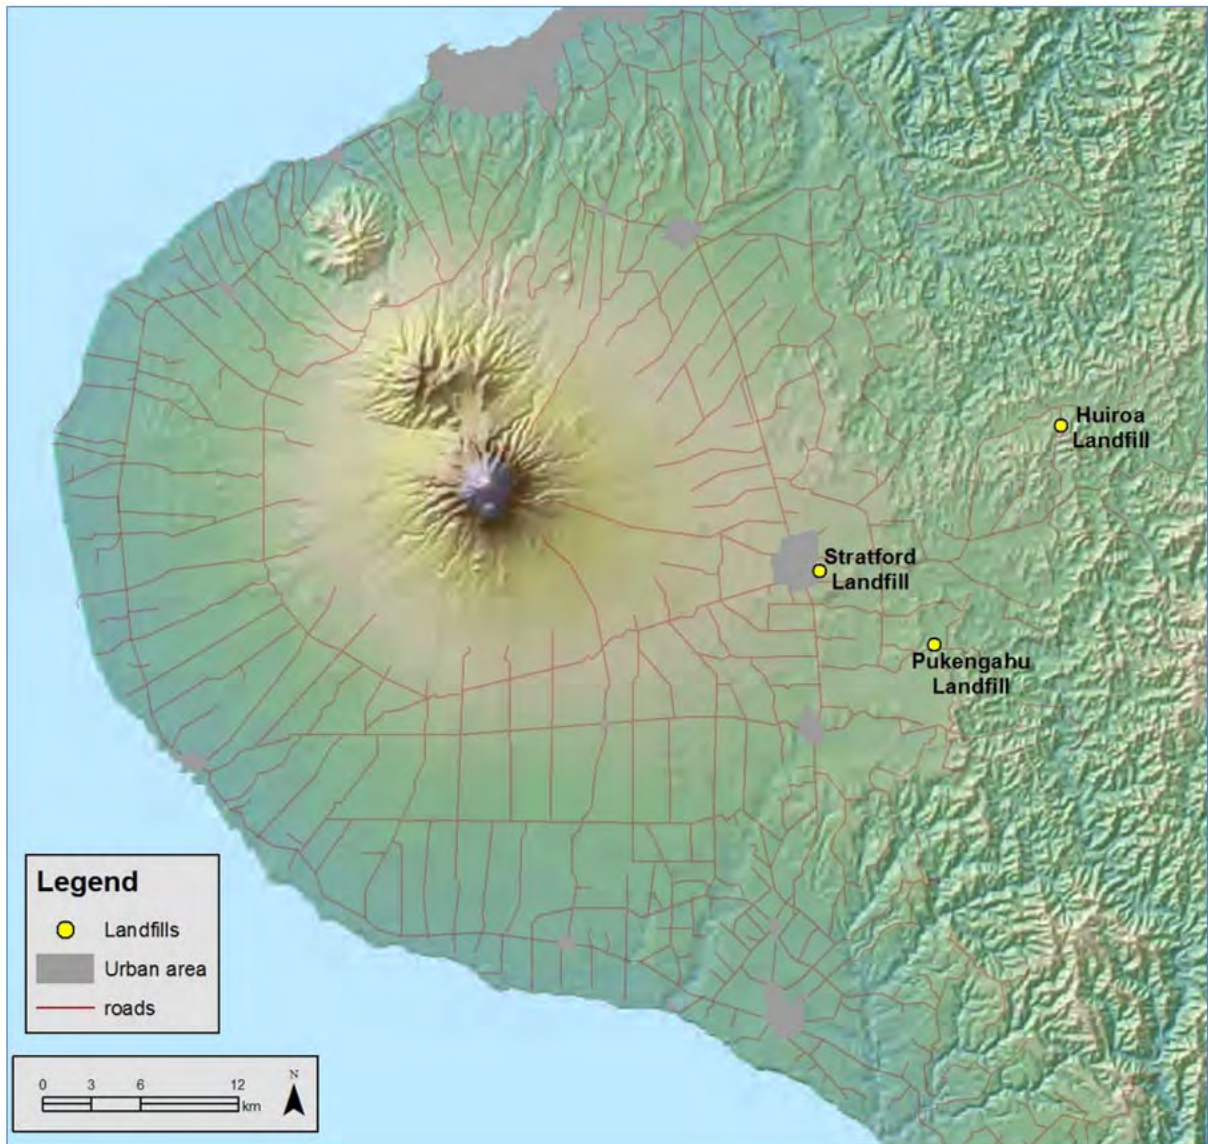 Huiroa
Landfill
Stratford
Landfill
Pukengahu
Landfill
Legend
Landfills
Urban area
roads
0 3 6 12
km
N